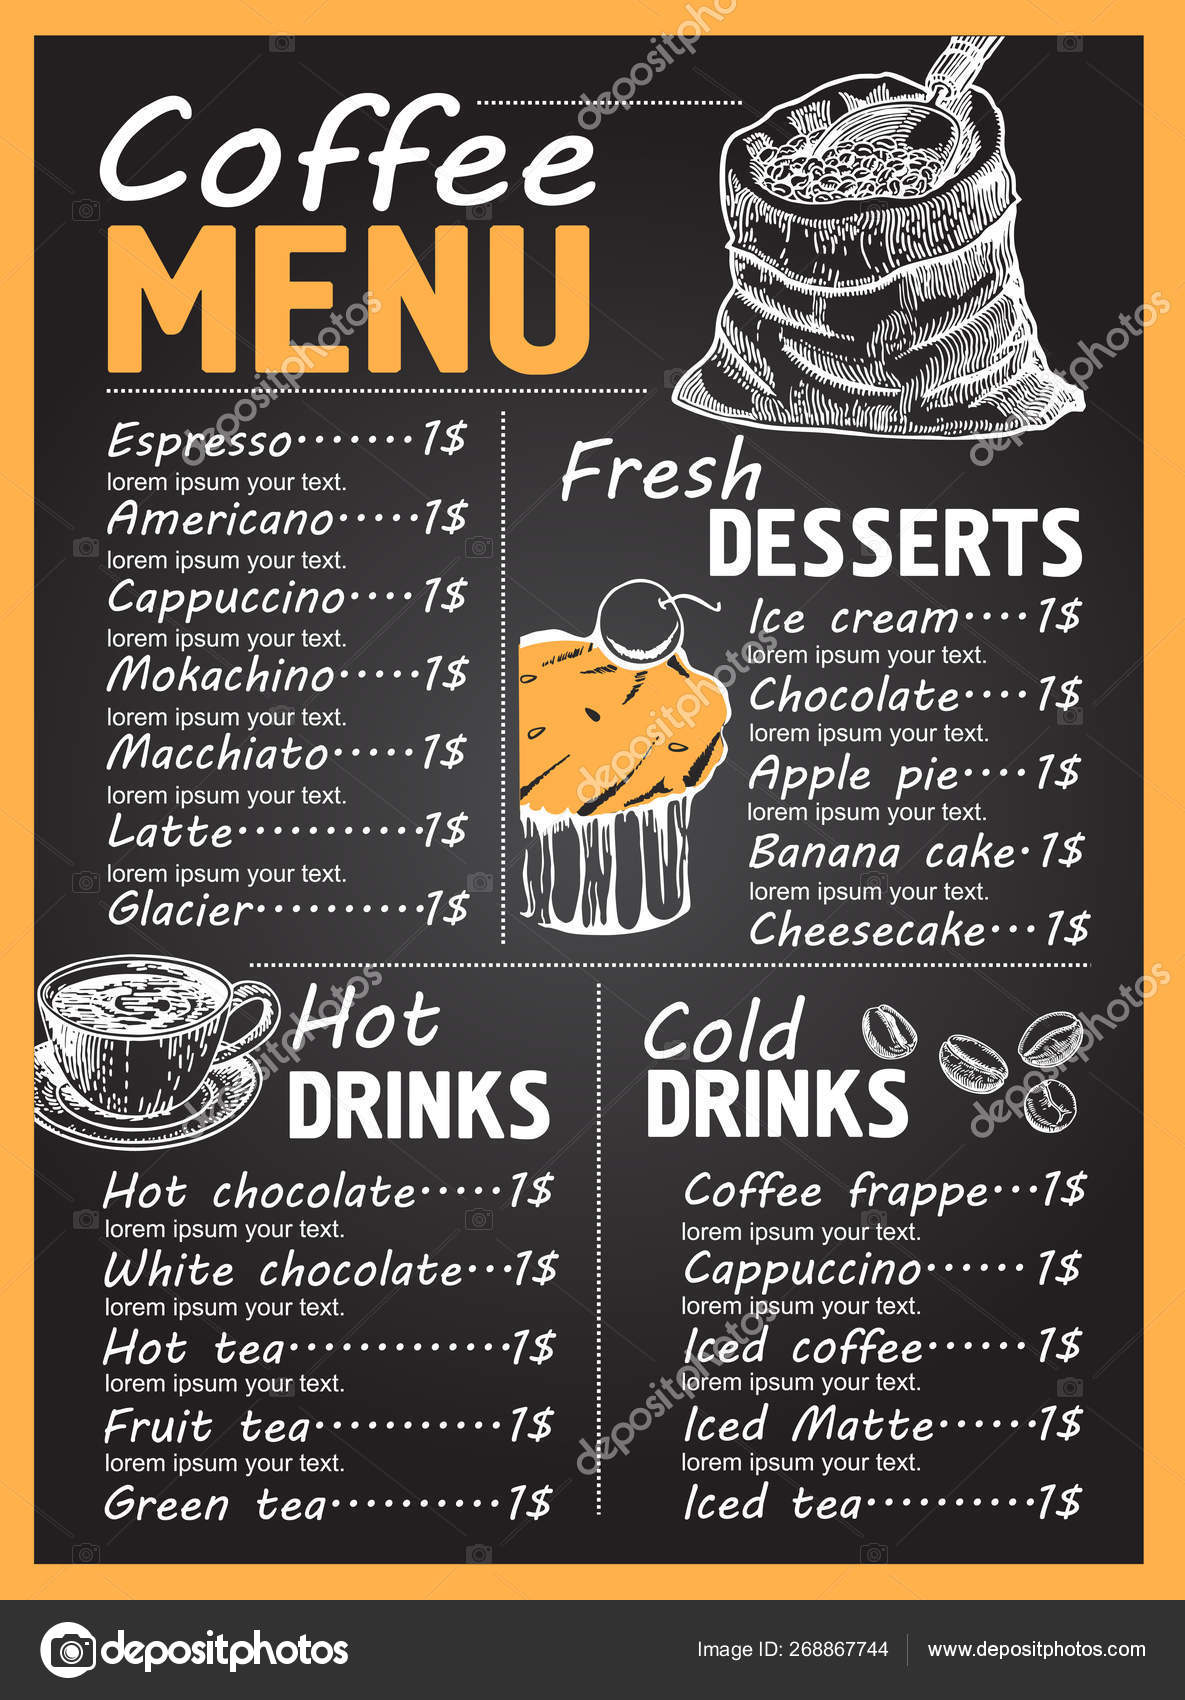 Coffee
MENU
Espresso·······1$
lorem ipsum your text.
Americano·····1$
lorem ipsum your text.
Cappuccino····1$
lorem ipsum your text.
Mokachino·····1$
lorem ipsum your text.
Macchiato·····1$
lorem ipsum your text.
Latte···········1$
lorem ipsum your text.
Glacier··········1$
Fresh
DESSERTS
Ice cream····1$
lorem ipsum your text.
Chocolate····1$
lorem ipsum your text.
Apple pie····1$
lorem ipsum your text.
Banana cake·1$
lorem ipsum your text.
Cheesecake···1$
Hot
DRINKS
Hot chocolate·····1$
lorem ipsum your text.
White chocolate···1$
lorem ipsum your text.
Hot tea·············1$
lorem ipsum your text.
Fruit tea···········1$
lorem ipsum your text.
Green tea··········1$
Cold
DRINKS
Coffee frappe···1$
lorem ipsum your text.
Cappuccino······1$
lorem ipsum your text.
Iced coffee······1$
lorem ipsum your text.
Iced Matte······1$
lorem ipsum your text.
Iced tea··········1$
depositphotos
depositphotos
depositphotos
depositphotos
depositphotos
depositphotos
depositphotos
Image ID: 268867744
www.depositphotos.com